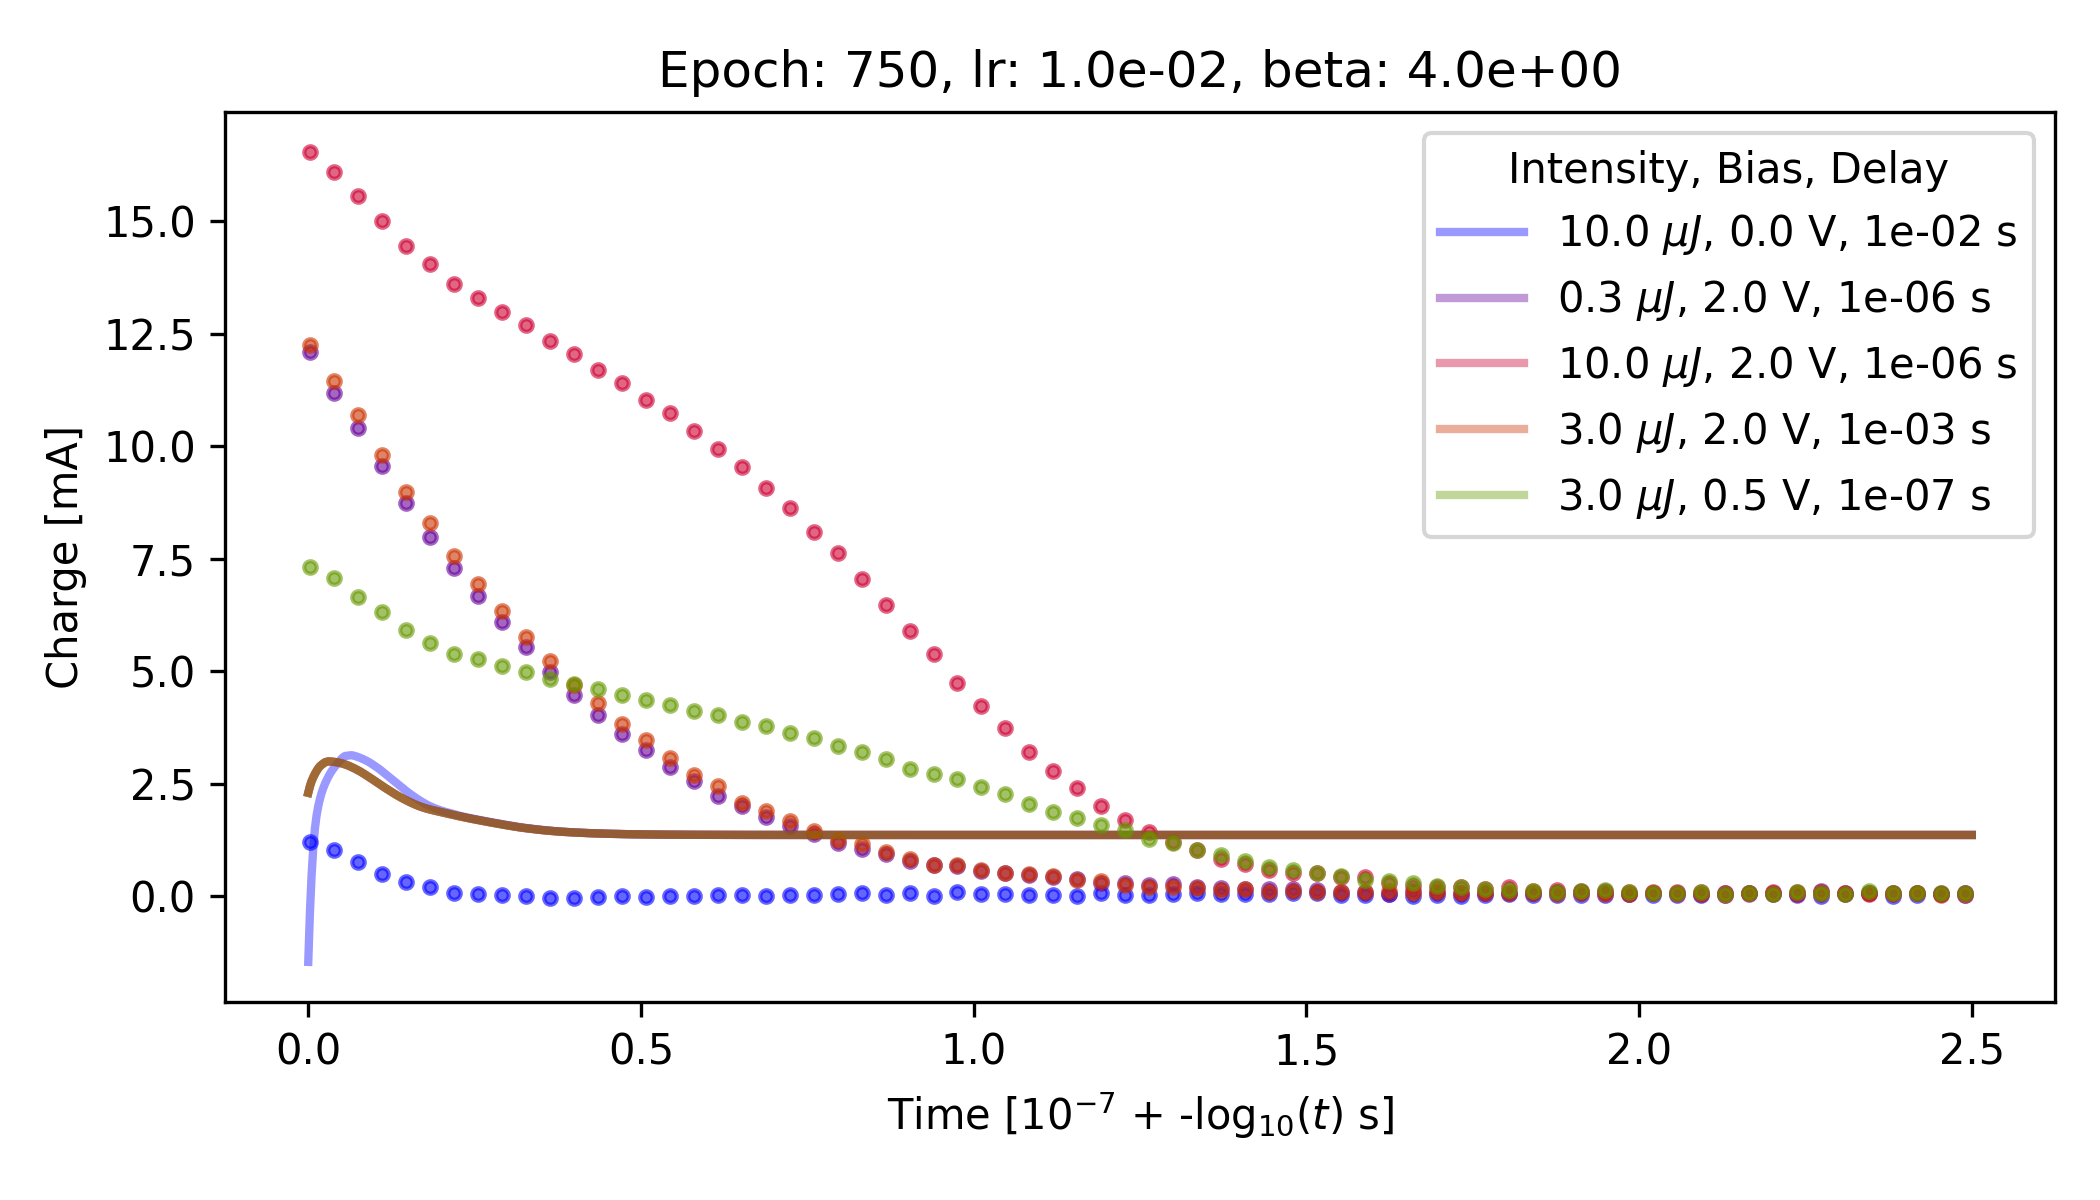 Epoch: 750, lr: 1.0e-02, beta: 4.0e+00
Intensity, Bias, Delay
10.0 μJ, 0.0 V, 1e-02 s
0.3 μJ, 2.0 V, 1e-06 s
10.0 μJ, 2.0 V, 1e-06 s
3.0 μJ, 2.0 V, 1e-03 s
3.0 μJ, 0.5 V, 1e-07 s
Charge [mA]
15.0
12.5
10.0
7.5
5.0
2.5
0.0
0.0 0.5 1.0 1.5 2.0 2.5
Time [10⁻⁷ + -log₁₀(t) s]